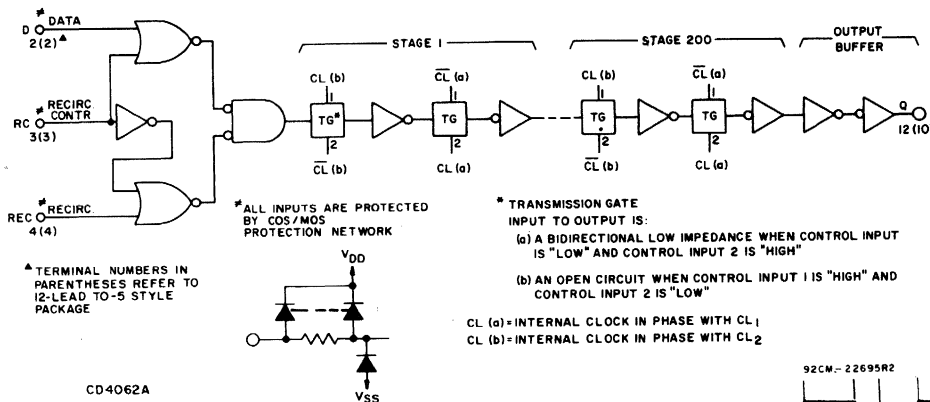 ≠ DATA
D
2(2)▲
≠ RECIRC.
CONTR
RC
3(3)
≠ RECIRC.
REC
4(4)
STAGE 1
CL (b)
1
TG*
2
C̅L̅ (b)
C̅L̅ (a)
1
TG
2
CL (a)
STAGE 200
CL (b)
1
TG
2
C̅L̅ (b)
C̅L̅ (a)
1
TG
2
CL (a)
OUTPUT
BUFFER
Q
12 (10
≠ ALL INPUTS ARE PROTECTED
BY COS/MOS
PROTECTION NETWORK
▲ TERMINAL NUMBERS IN
PARENTHESES REFER TO
12-LEAD TO-5 STYLE
PACKAGE
VDD
VSS
CD4062A
* TRANSMISSION GATE
INPUT TO OUTPUT IS:
(a) A BIDIRECTIONAL LOW IMPEDANCE WHEN CONTROL INPUT
IS "LOW" AND CONTROL INPUT 2 IS "HIGH"
(b) AN OPEN CIRCUIT WHEN CONTROL INPUT 1 IS "HIGH" AND
CONTROL INPUT 2 IS "LOW"
CL (a) = INTERNAL CLOCK IN PHASE WITH CL1
CL (b) = INTERNAL CLOCK IN PHASE WITH CL2
92CM.-22695R2